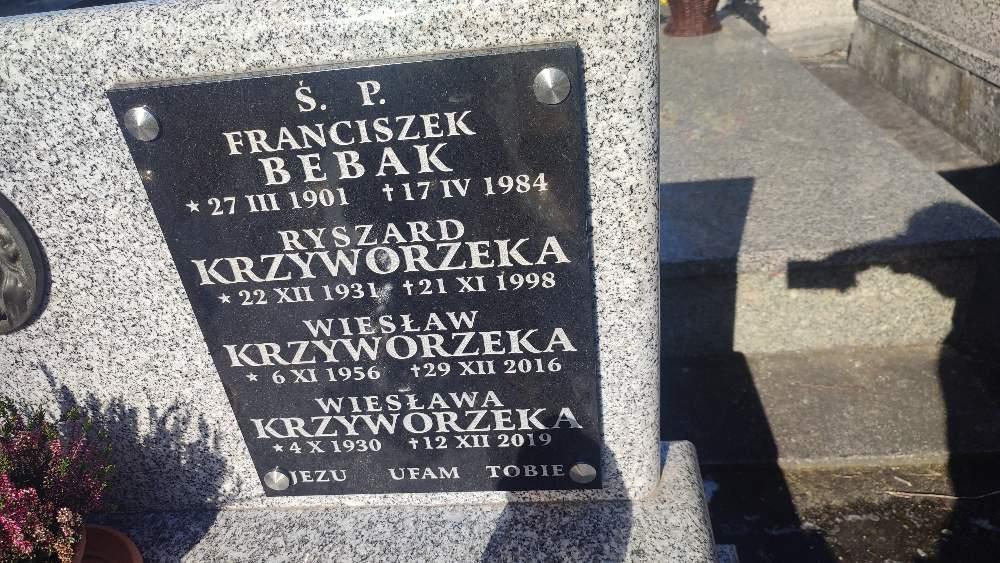 Ś. P.
FRANCISZEK
BĘBAK
* 27 III 1901 † 17 IV 1984
RYSZARD
KRZYWORZEKA
* 22 XII 1931 † 21 XI 1998
WIESŁAW
KRZYWORZEKA
* 6 XI 1956 † 29 XII 2016
WIESŁAWA
KRZYWORZEKA
* 4 X 1930 † 12 XII 2019
JEZU UFAM TOBIE